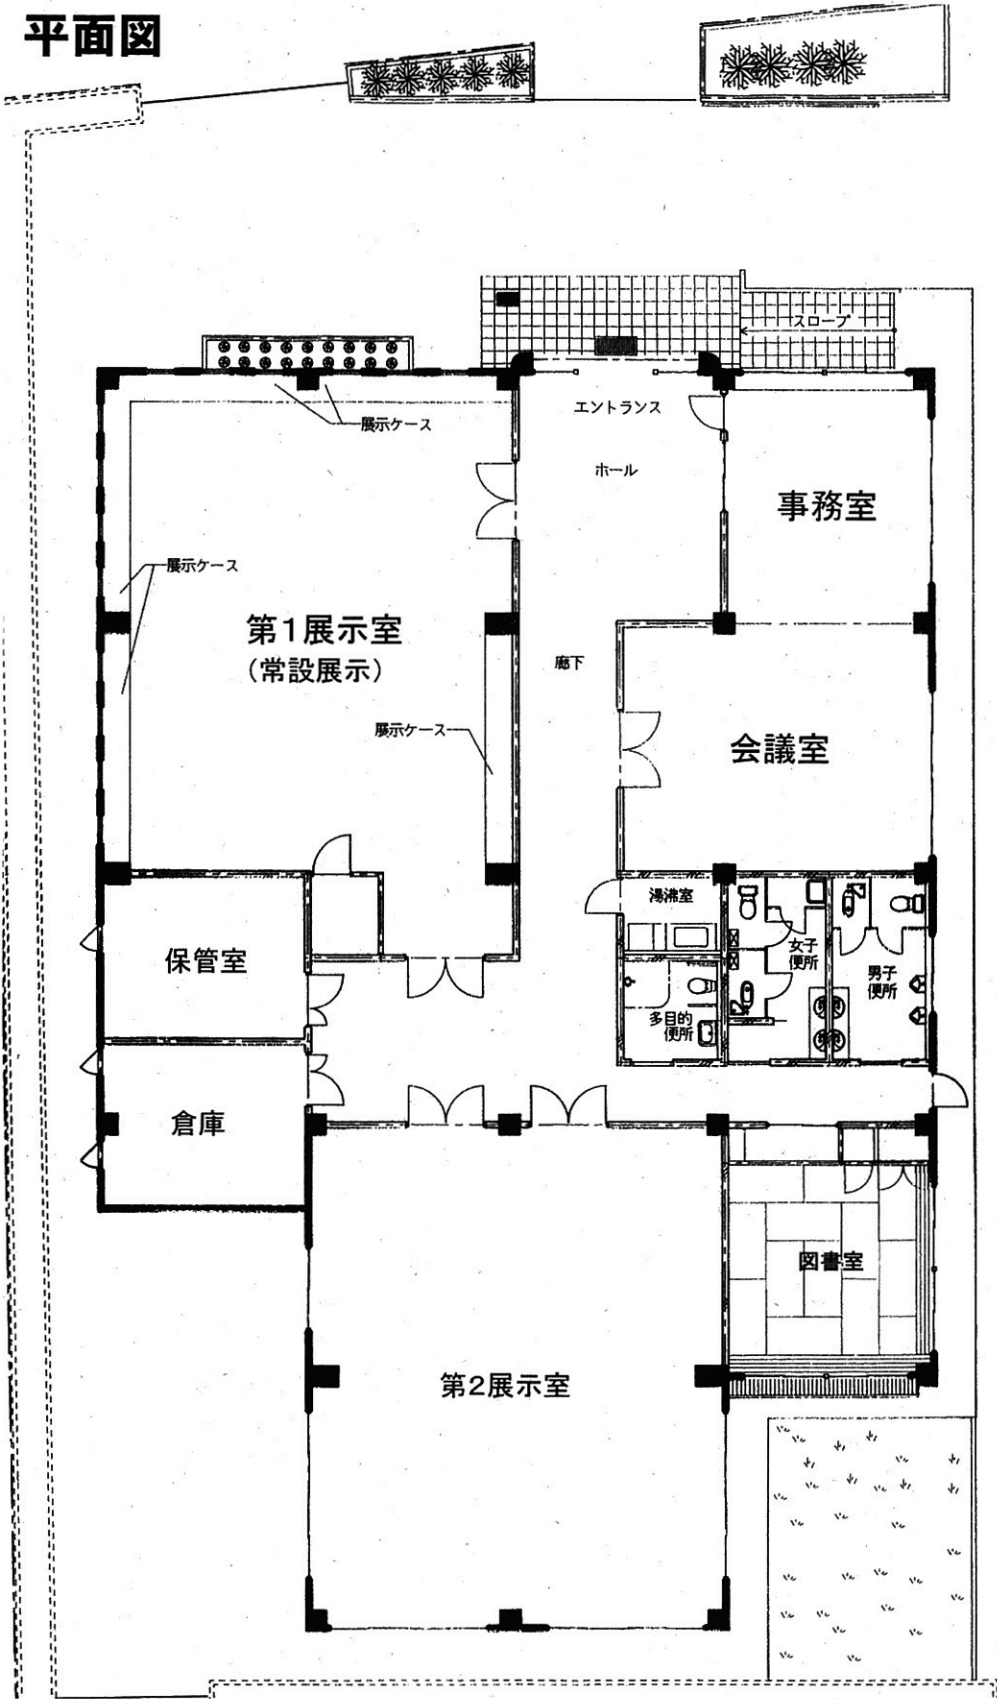 平面図
スロープ
エントランス
ホール
展示ケース
事務室
展示ケース
第1展示室
(常設展示)
廊下
展示ケース
会議室
湯沸室
女子
便所
男子
便所
保管室
多目的
便所
倉庫
図書室
第2展示室